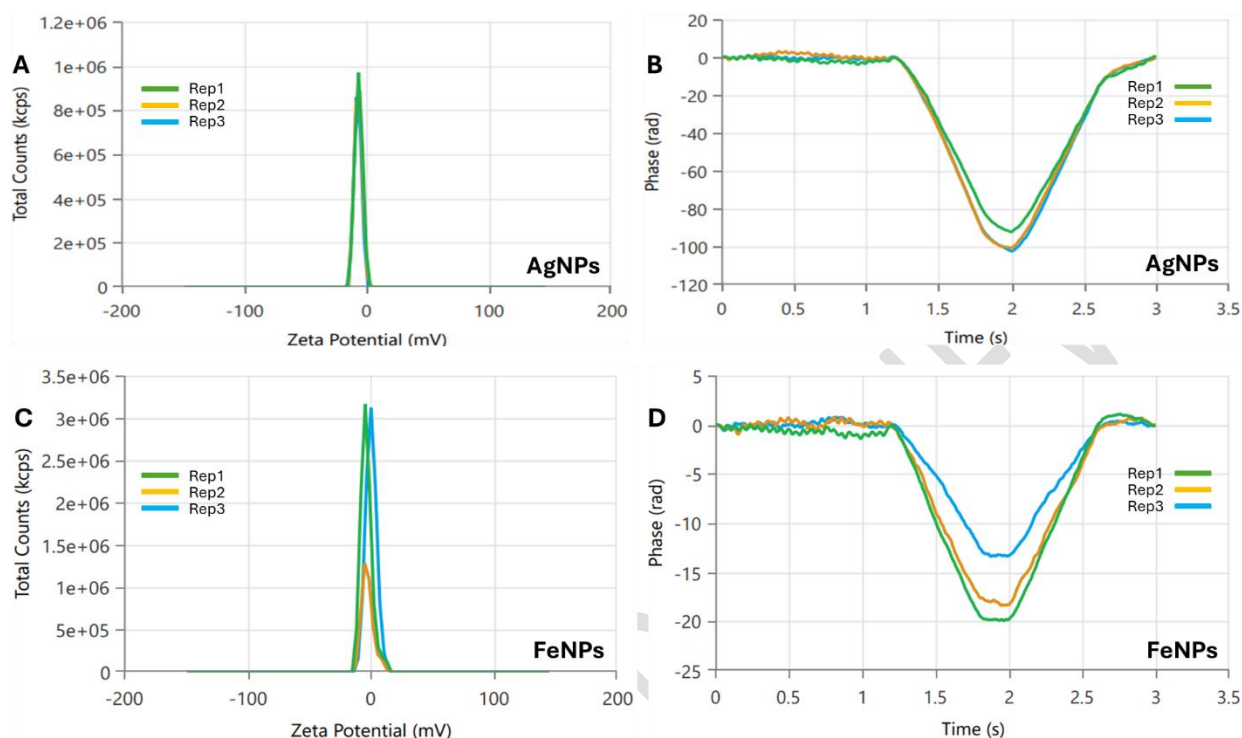 A
Total Counts (kcps)
1.2e+06
1e+06
8e+05
6e+05
4e+05
2e+05
0
Rep1
Rep2
Rep3
AgNPs
-200
-100
0
100
200
Zeta Potential (mV)
B
Phase (rad)
20
0
-20
-40
-60
-80
-100
-120
Rep1
Rep2
Rep3
AgNPs
0
0.5
1
1.5
2
2.5
3
3.5
Time (s)
C
Total Counts (kcps)
3.5e+06
3e+06
2.5e+06
2e+06
1.5e+06
1e+06
5e+05
0
Rep1
Rep2
Rep3
FeNPs
-200
-100
0
100
200
Zeta Potential (mV)
D
Phase (rad)
5
0
-5
-10
-15
-20
-25
Rep1
Rep2
Rep3
FeNPs
0
0.5
1
1.5
2
2.5
3
3.5
Time (s)